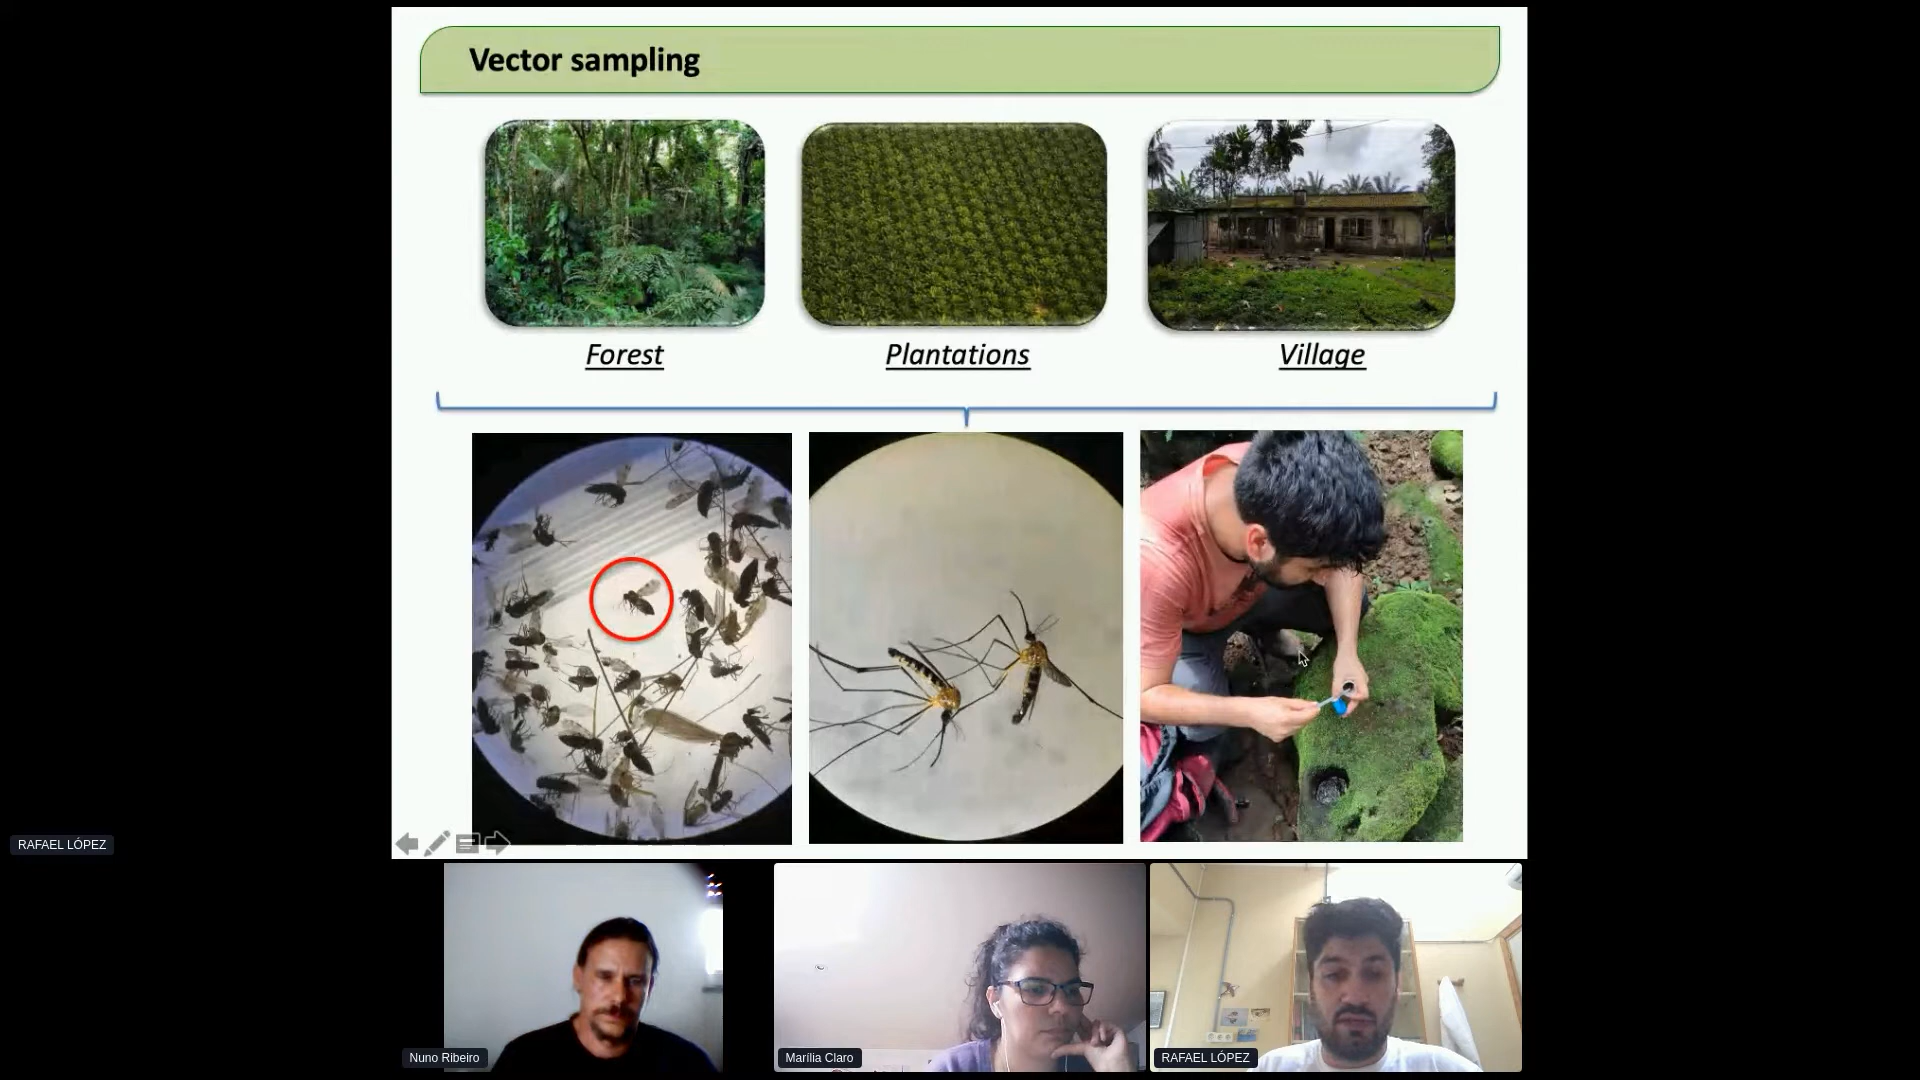 Vector sampling
Forest
Plantations
Village
RAFAEL LÓPEZ
Nuno Ribeiro
Marília Claro
RAFAEL LÓPEZ